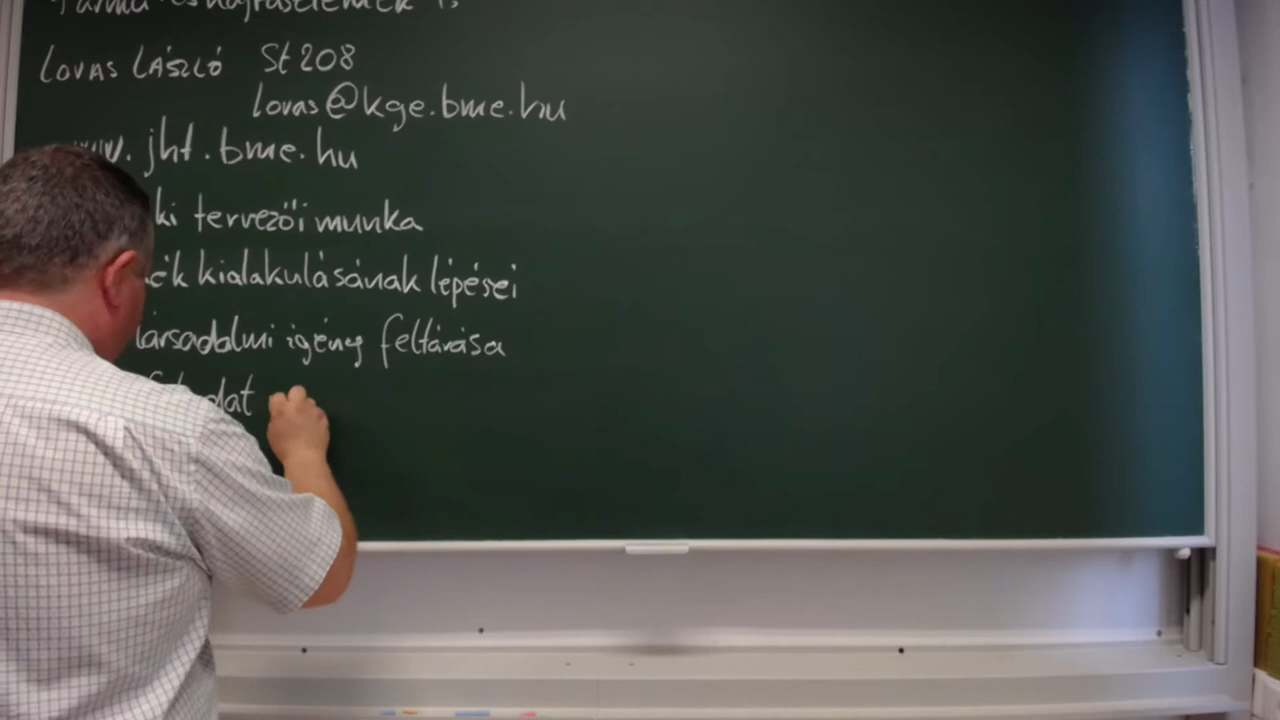 Lovas László St 208
lovas@kge.bme.hu
www.jht.bme.hu
ki tervezői munka
kialakulásának lépései
társadalmi igény feltárása